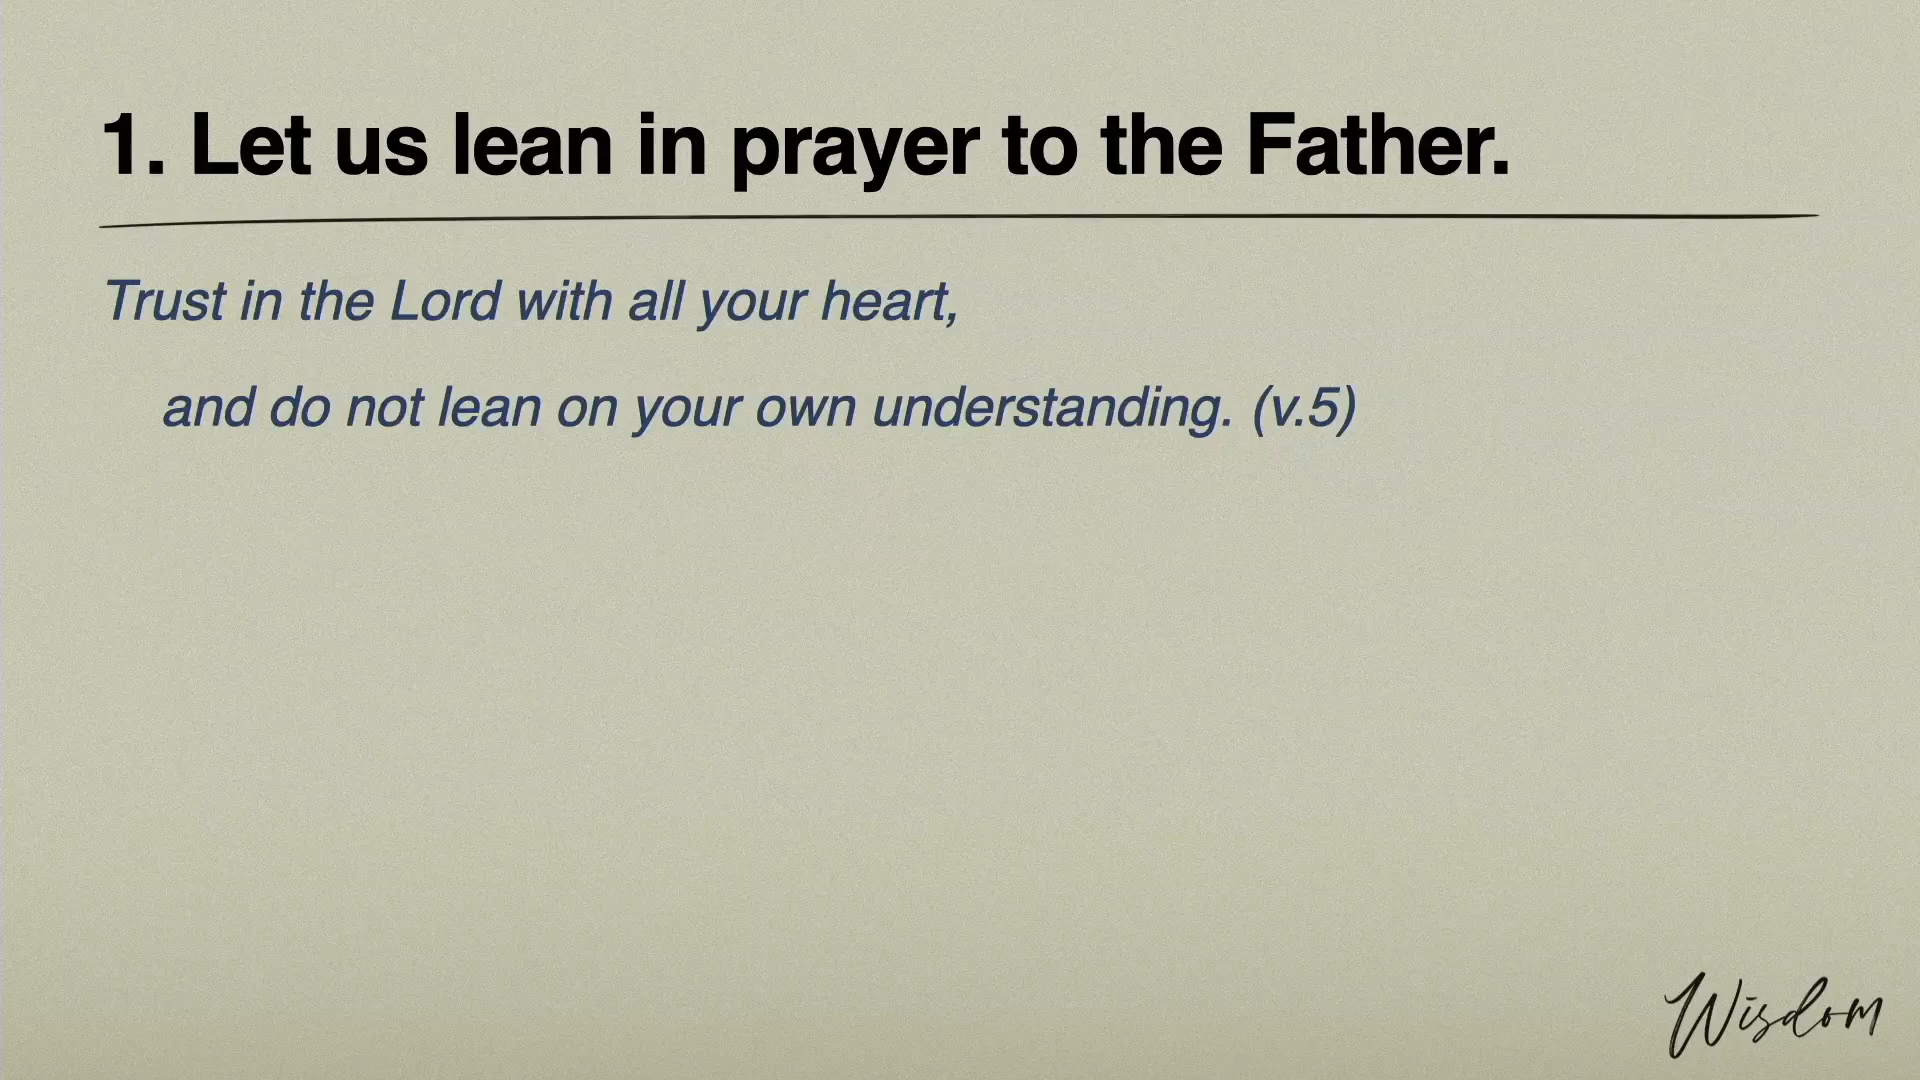 1. Let us lean in prayer to the Father.
Trust in the Lord with all your heart,
and do not lean on your own understanding. (v.5)
Wisdom